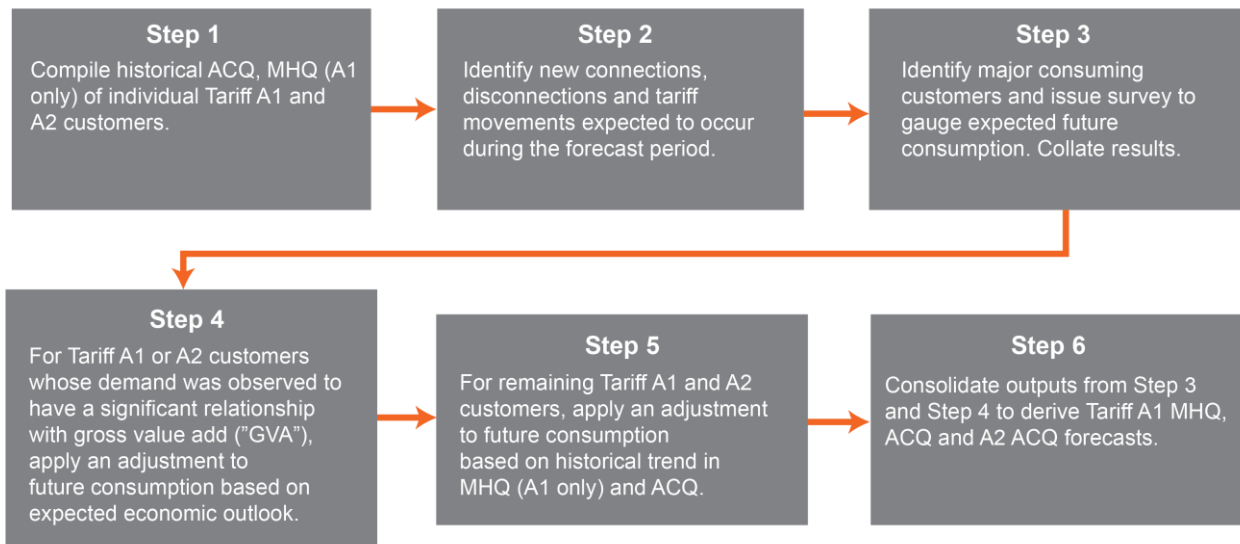 Step 1
Compile historical ACQ, MHQ (A1
only) of individual Tariff A1 and
A2 customers.
Step 2
Identify new connections,
disconnections and tariff
movements expected to occur
during the forecast period.
Step 3
Identify major consuming
customers and issue survey to
gauge expected future
consumption. Collate results.
Step 4
For Tariff A1 or A2 customers
whose demand was observed to
have a significant relationship
with gross value add ("GVA"),
apply an adjustment to
future consumption based on
expected economic outlook.
Step 5
For remaining Tariff A1 and A2
customers, apply an adjustment
to future consumption
based on historical trend in
MHQ (A1 only) and ACQ.
Step 6
Consolidate outputs from Step 3
and Step 4 to derive Tariff A1 MHQ,
ACQ and A2 ACQ forecasts.